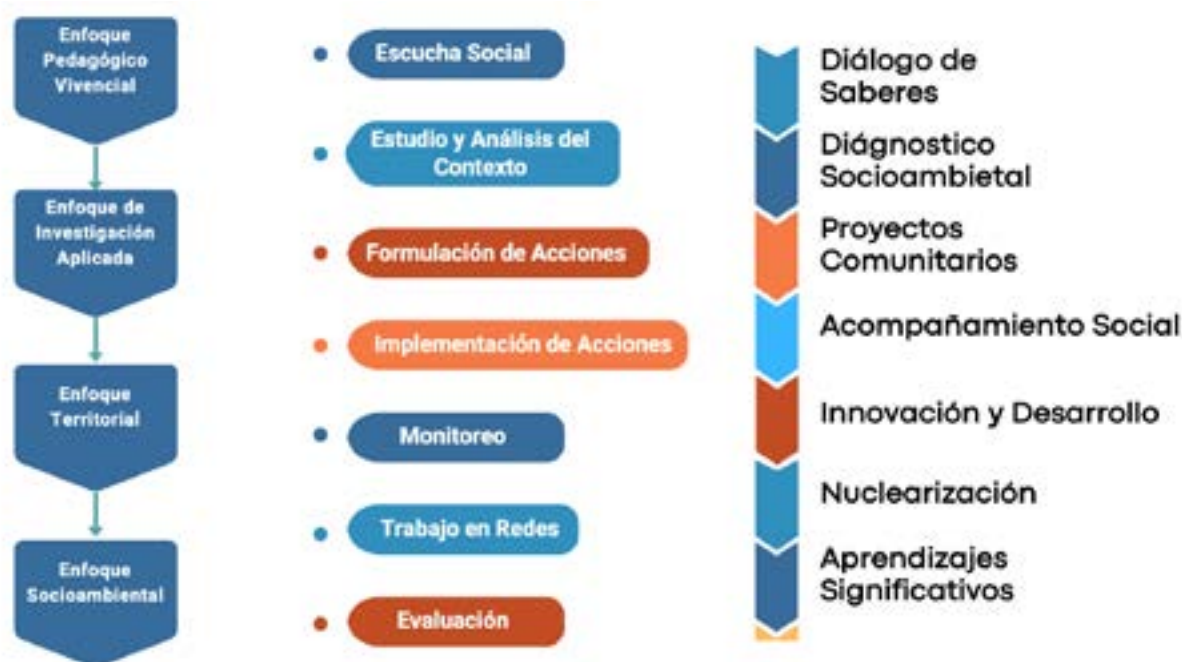 Enfoque
Pedagógico
Vivencial
Enfoque de
Investigación
Aplicada
Enfoque
Territorial
Enfoque
Socioambiental
Escucha Social
Estudio y Análisis del
Contexto
Formulación de Acciones
Implementación de Acciones
Monitoreo
Trabajo en Redes
Evaluación
Diálogo de
Saberes
Diágnostico
Socioambietal
Proyectos
Comunitarios
Acompañamiento Social
Innovación y Desarrollo
Nuclearización
Aprendizajes
Significativos